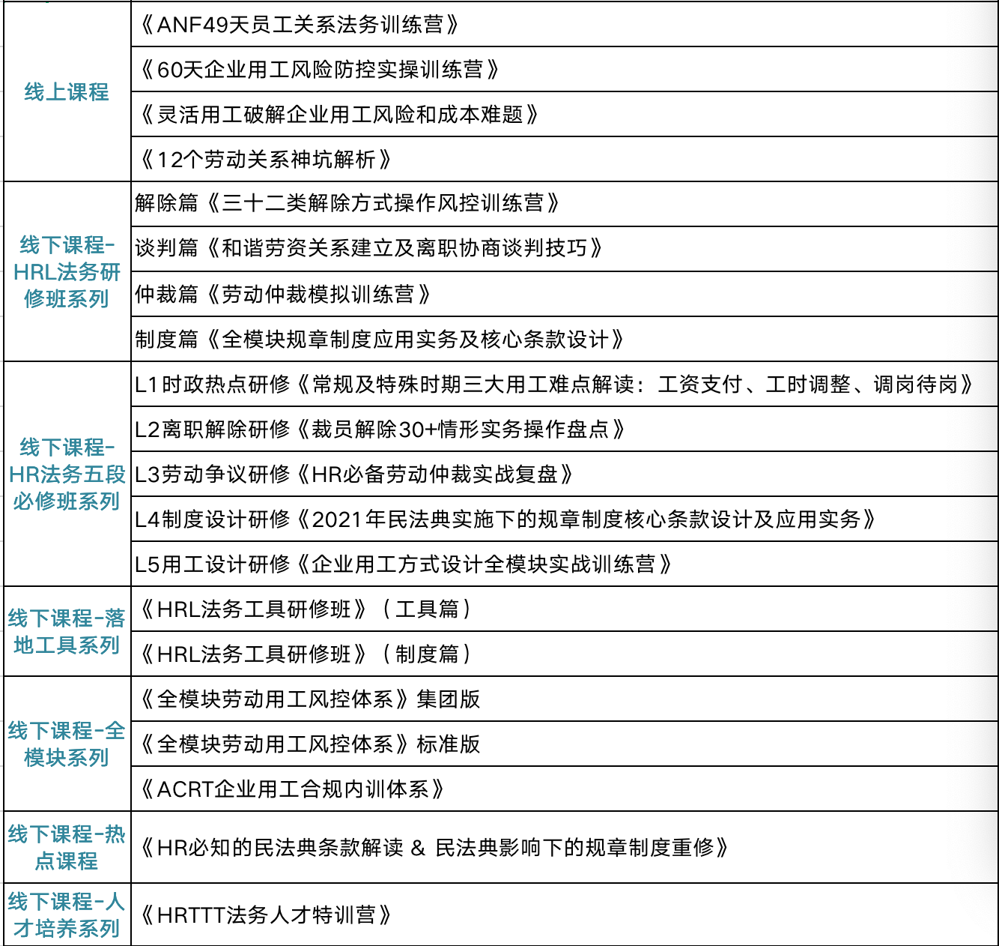 线上课程
《ANF49天员工关系法务训练营》
《60天企业用工风险防控实操训练营》
《灵活用工破解企业用工风险和成本难题》
《12个劳动关系神坑解析》
线下课程-
HRL法务研
修班系列
解除篇《三十二类解除方式操作风控训练营》
谈判篇《和谐劳资关系建立及离职协商谈判技巧》
仲裁篇《劳动仲裁模拟训练营》
制度篇《全模块规章制度应用实务及核心条款设计》
线下课程-
HR法务五段
必修班系列
L1时政热点研修《常规及特殊时期三大用工难点解读：工资支付、工时调整、调岗待岗》
L2离职解除研修《裁员解除30+情形实务操作盘点》
L3劳动争议研修《HR必备劳动仲裁实战复盘》
L4制度设计研修《2021年民法典实施下的规章制度核心条款设计及应用实务》
L5用工设计研修《企业用工方式设计全模块实战训练营》
线下课程-落
地工具系列
《HRL法务工具研修班》（工具篇）
《HRL法务工具研修班》（制度篇）
线下课程-全
模块系列
《全模块劳动用工风控体系》集团版
《全模块劳动用工风控体系》标准版
《ACRT企业用工合规内训体系》
线下课程-热
点课程
《HR必知的民法典条款解读 & 民法典影响下的规章制度重修》
线下课程-人
才培养系列
《HRTTT法务人才特训营》